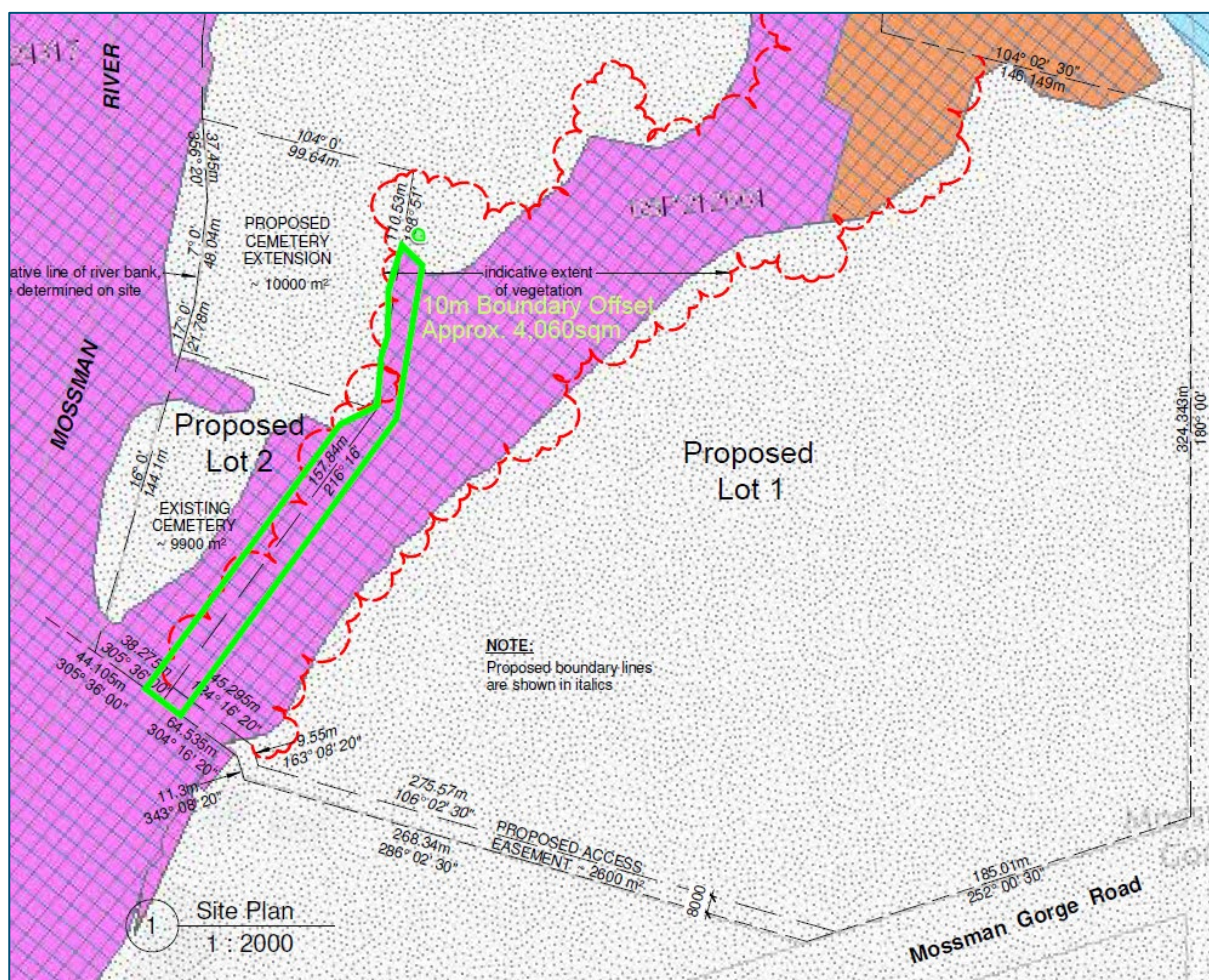 RIVER
104° 02' 30"
146.149m
37.45m
356° 20'
104° 0'
99.64m
110.53m
188° 51'
PROPOSED
CEMETERY
EXTENSION
~ 10000 m²
7° 0'
48.04m
ative line of river bank,
determined on site
indicative extent
of vegetation
10m Boundary Offset
Approx. 4,060sqm
17° 0'
21.78m
MOSSMAN
Proposed
Lot 2
324.343m
180° 00'
157.84m
216° 16'
Proposed
Lot 1
16° 0'
144.1m
EXISTING
CEMETERY
~ 9900 m²
NOTE:
Proposed boundary lines
are shown in italics
38.275m
305° 36' 00"
44.105m
305° 36' 00"
45.295m
124° 16' 20"
64.535m
304° 16' 20"
9.55m
163° 08' 20"
11.3m
343° 08' 20"
275.57m
106° 02' 30"
268.34m
286° 02' 30"
PROPOSED ACCESS
EASEMENT ~ 2600 m²
8000
185.01m
252° 00' 30"
Mossman Gorge Road
1
Site Plan
1 : 2000